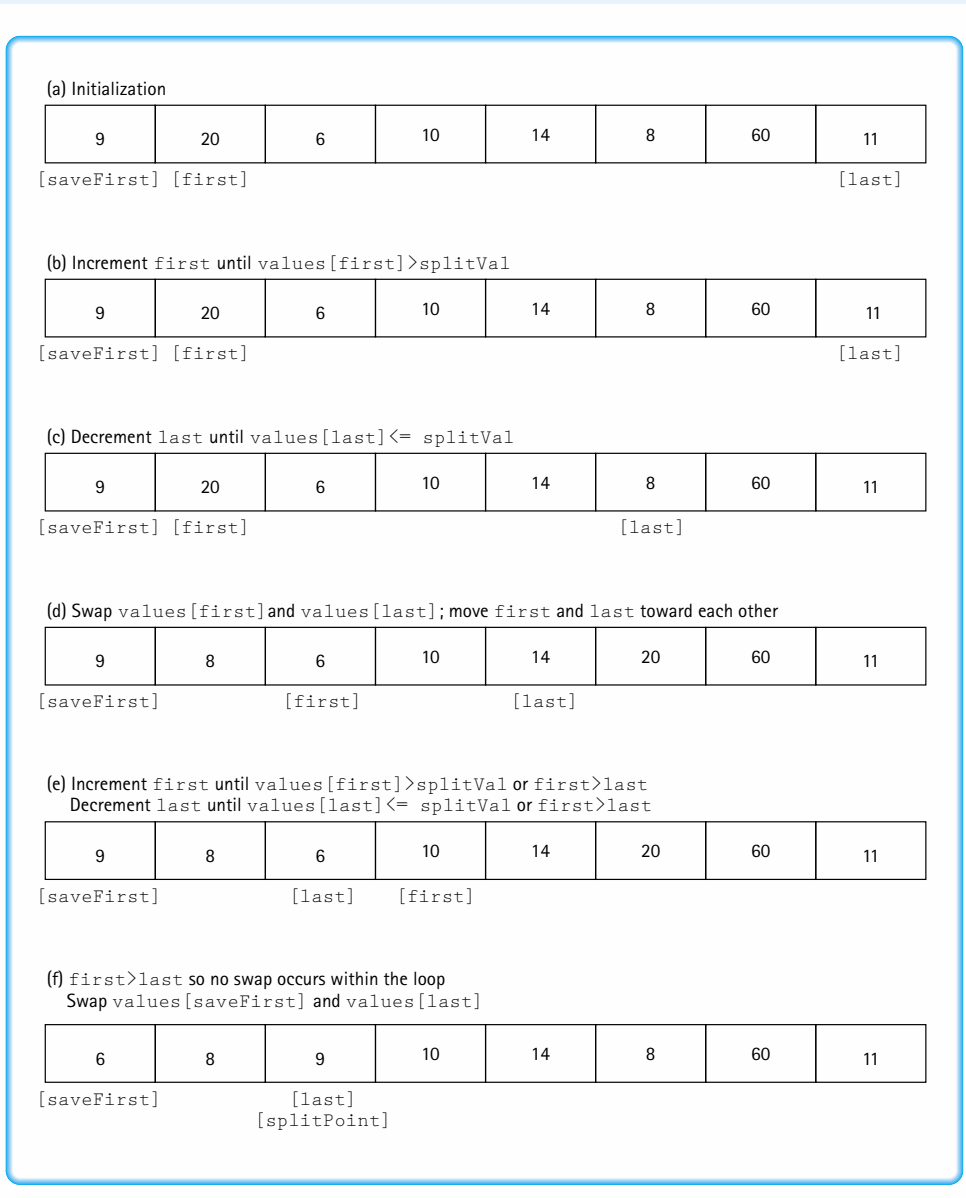 (a) Initialization
9 20 6 10 14 8 60 11
[saveFirst] [first] [last]
(b) Increment first until values[first]>splitVal
9 20 6 10 14 8 60 11
[saveFirst] [first] [last]
(c) Decrement last until values[last]<= splitVal
9 20 6 10 14 8 60 11
[saveFirst] [first] [last]
(d) Swap values[first] and values[last]; move first and last toward each other
9 8 6 10 14 20 60 11
[saveFirst] [first] [last]
(e) Increment first until values[first]>splitVal or first>last
Decrement last until values[last]<= splitVal or first>last
9 8 6 10 14 20 60 11
[saveFirst] [last] [first]
(f) first>last so no swap occurs within the loop
Swap values[saveFirst] and values[last]
6 8 9 10 14 8 60 11
[saveFirst] [last]
[splitPoint]